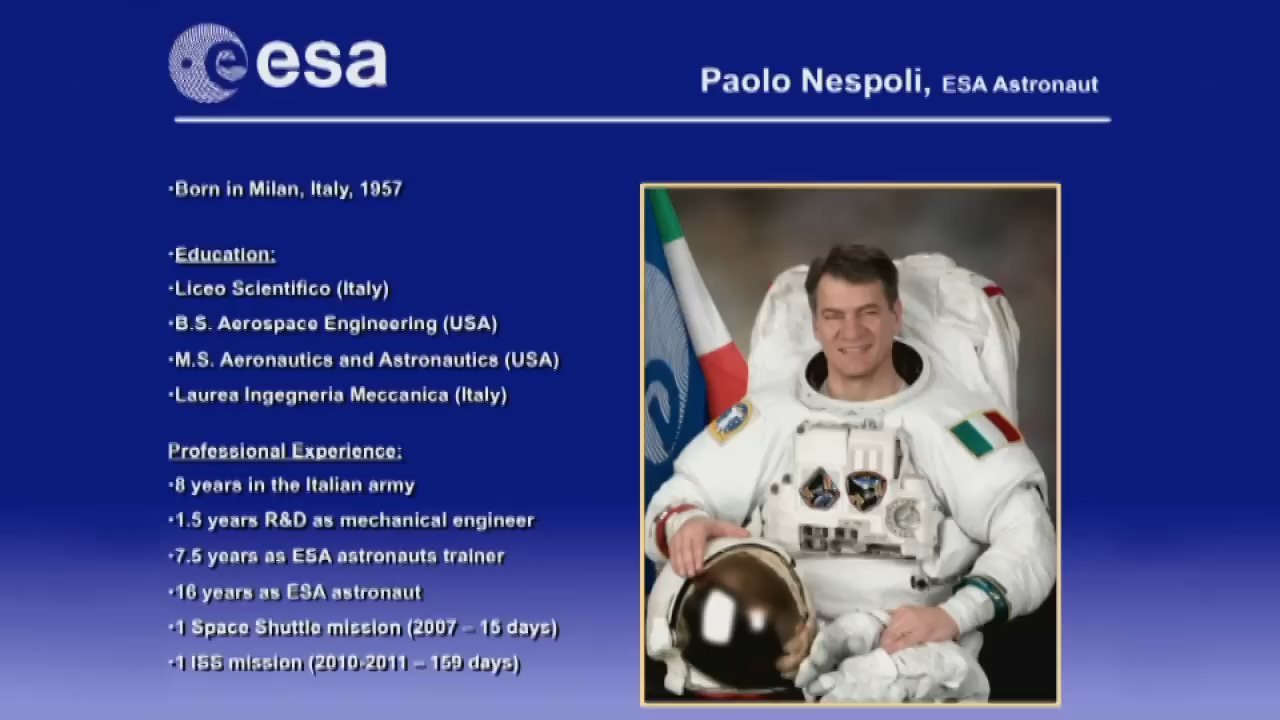 esa
Paolo Nespoli, ESA Astronaut
·Born in Milan, Italy, 1957
·Education:
·Liceo Scientifico (Italy)
·B.S. Aerospace Engineering (USA)
·M.S. Aeronautics and Astronautics (USA)
·Laurea Ingegneria Meccanica (Italy)
Professional Experience:
·8 years in the Italian army
·1.5 years R&D as mechanical engineer
·7.5 years as ESA astronauts trainer
·16 years as ESA astronaut
·1 Space Shuttle mission (2007 – 15 days)
·1 ISS mission (2010-2011 – 159 days)